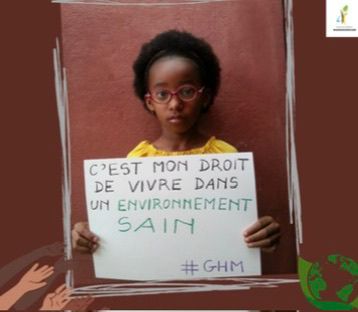 C'EST MON DROIT
DE VIVRE DANS
UN ENVIRONNEMENT
SAIN
#GHM